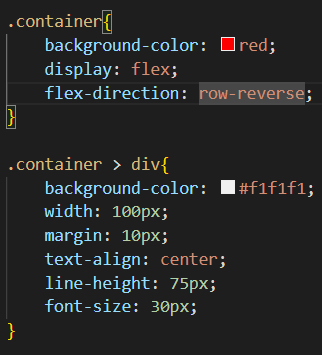 .container{
background-color: red;
display: flex;
flex-direction: row-reverse;
}
.container > div{
background-color: #f1f1f1;
width: 100px;
margin: 10px;
text-align: center;
line-height: 75px;
font-size: 30px;
}